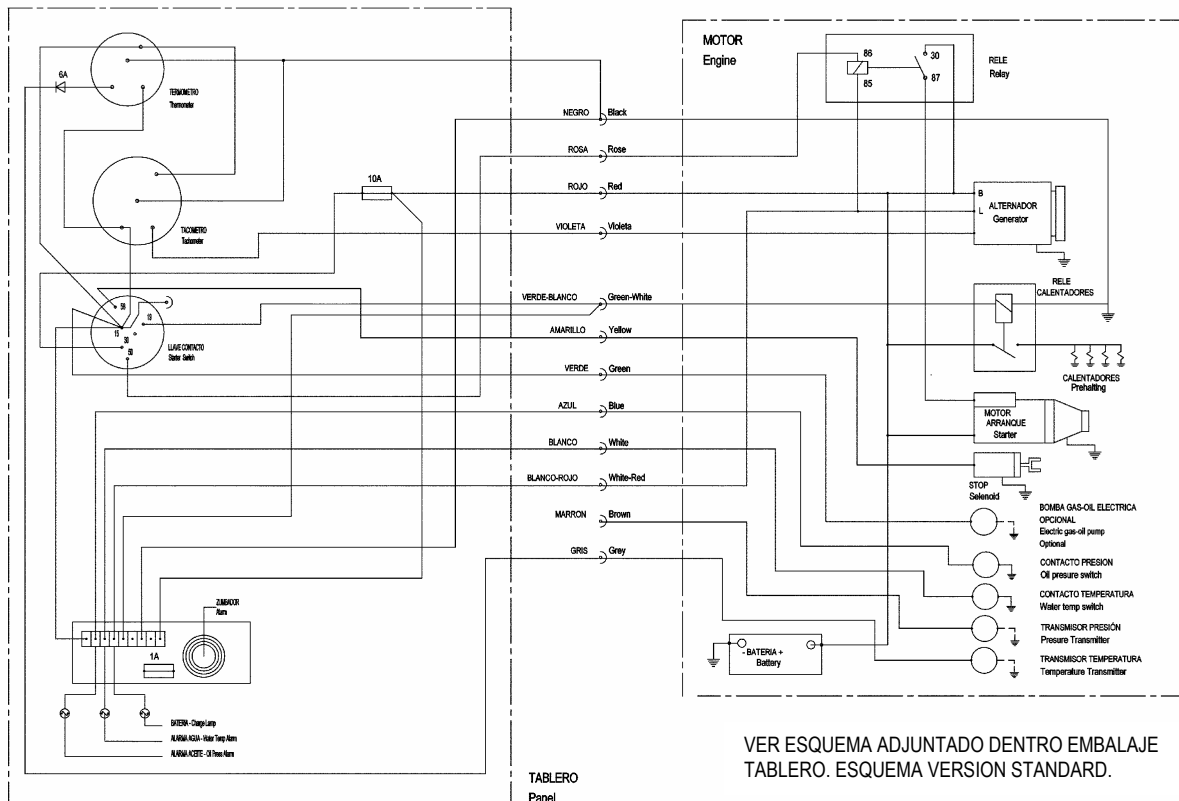 6A
TERMOMETRO
Thermometer
TACOMETRO
Tachometer
10A
58
15
19
30
50
LLAVE CONTACTO
Starter Switch
ZUMBADOR
Alarm
1A
BATERIA - Charge Lamp
ALARMA AGUA - Water Temp Alarm
ALARMA ACEITE - Oil Press Alarm
TABLERO
Panel
NEGRO Black
ROSA Rose
ROJO Red
VIOLETA Violeta
VERDE-BLANCO Green-White
AMARILLO Yellow
VERDE Green
AZUL Blue
BLANCO White
BLANCO-ROJO White-Red
MARRON Brown
GRIS Grey
MOTOR
Engine
86
30
85
87
RELE
Relay
B
L
ALTERNADOR
Generator
RELE
CALENTADORES
CALENTADORES
Prehalting
MOTOR
ARRANQUE
Starter
STOP
Selenoid
BOMBA GAS-OIL ELECTRICA
OPCIONAL
Electric gas-oil pump
Optional
CONTACTO PRESION
Oil presure switch
CONTACTO TEMPERATURA
Water temp switch
TRANSMISOR PRESIÓN
Presure Transmitter
TRANSMISOR TEMPERATURA
Temperature Transmitter
- BATERIA +
Battery
VER ESQUEMA ADJUNTADO DENTRO EMBALAJE
TABLERO. ESQUEMA VERSION STANDARD.